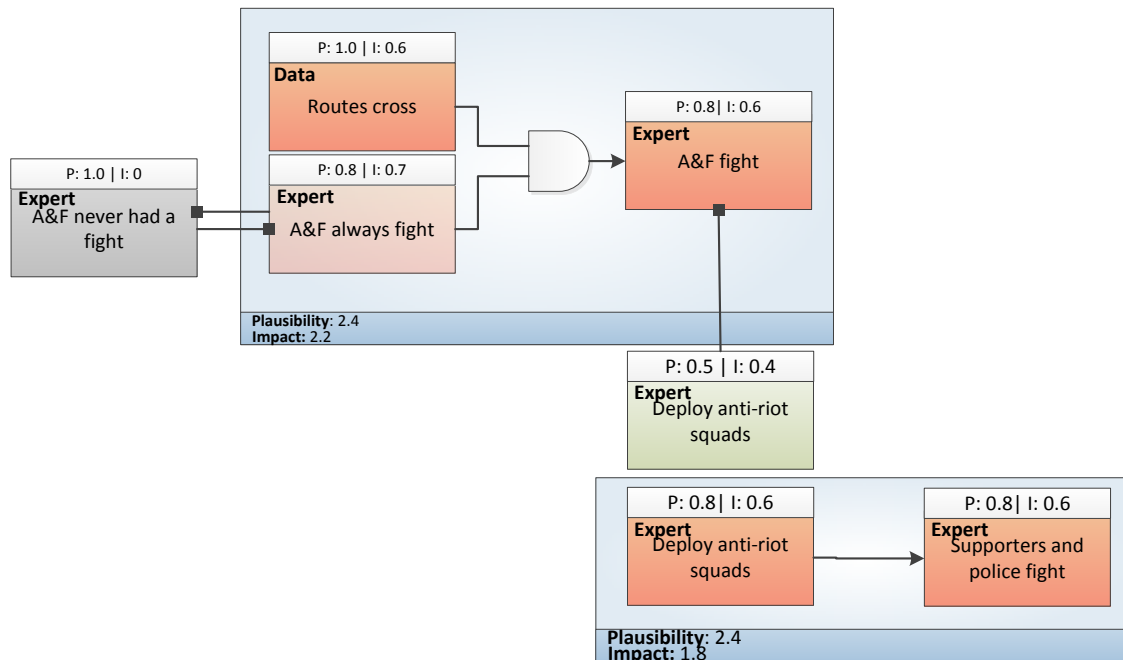 P: 1.0 | I: 0.6
Data
Routes cross
P: 0.8| I: 0.6
Expert
A&F fight
P: 1.0 | I: 0
Expert
A&F never had a
fight
P: 0.8 | I: 0.7
Expert
A&F always fight
Plausibility: 2.4
Impact: 2.2
P: 0.5 | I: 0.4
Expert
Deploy anti-riot
squads
P: 0.8| I: 0.6
Expert
Deploy anti-riot
squads
P: 0.8| I: 0.6
Expert
Supporters and
police fight
Plausibility: 2.4
Impact: 1.8